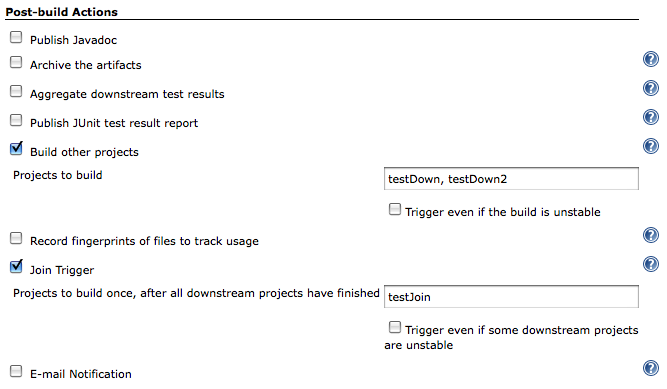 Post-build Actions
Publish Javadoc
Archive the artifacts
Aggregate downstream test results
Publish JUnit test result report
Build other projects
Projects to build
testDown, testDown2
Trigger even if the build is unstable
Record fingerprints of files to track usage
Join Trigger
Projects to build once, after all downstream projects have finished
testJoin
Trigger even if some downstream projects
are unstable
E-mail Notification